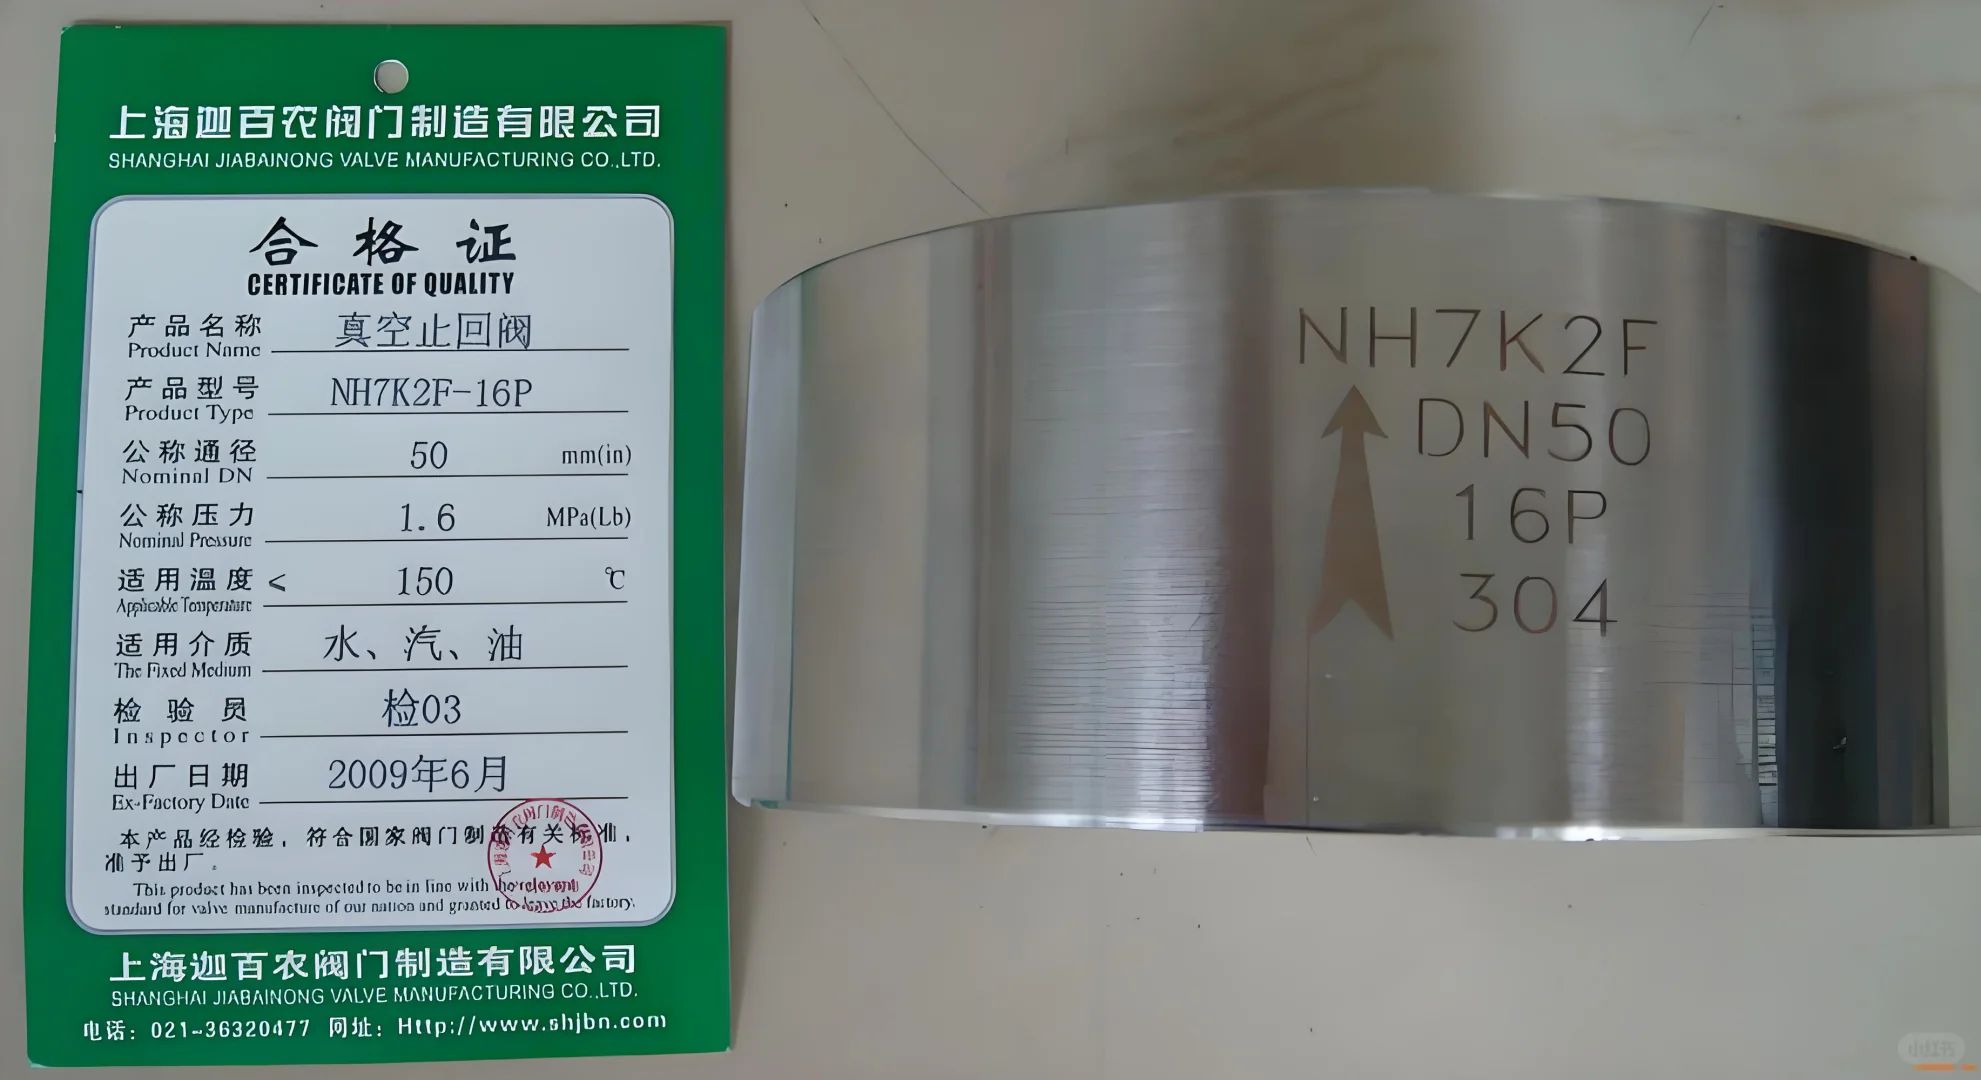 上海迦百农阀门制造有限公司
SHANGHAI JIABAINONG VALVE MANUFACTURING CO.,LTD.
合格证
CERTIFICATE OF QUALITY
产品名称 真空止回阀
Product Name
产品型号 NH7K2F-16P
Product Type
公称通径 50 mm(in)
Nominal DN
公称压力 1.6 MPa(Lb)
Nominal Pressure
适用温度 < 150 ℃
Applicable Temperature
适用介质 水、汽、油
The Fixed Medium
检验员 检03
Inspector
出厂日期 2009年6月
Ex-Factory Date
本产品经检验，符合国家阀门制造有关标准，
准予出厂。
This product has been inspected to be in line with the relevant
standard for valve manufacture of our nation and granted to leave the factory.
上海迦百农阀门制造有限公司
SHANGHAI JIABAINONG VALVE MANUFACTURING CO.,LTD.
电话：021-36320477 网址：Http://www.shjbn.com
NH7K2F
DN50
16P
304
小红书